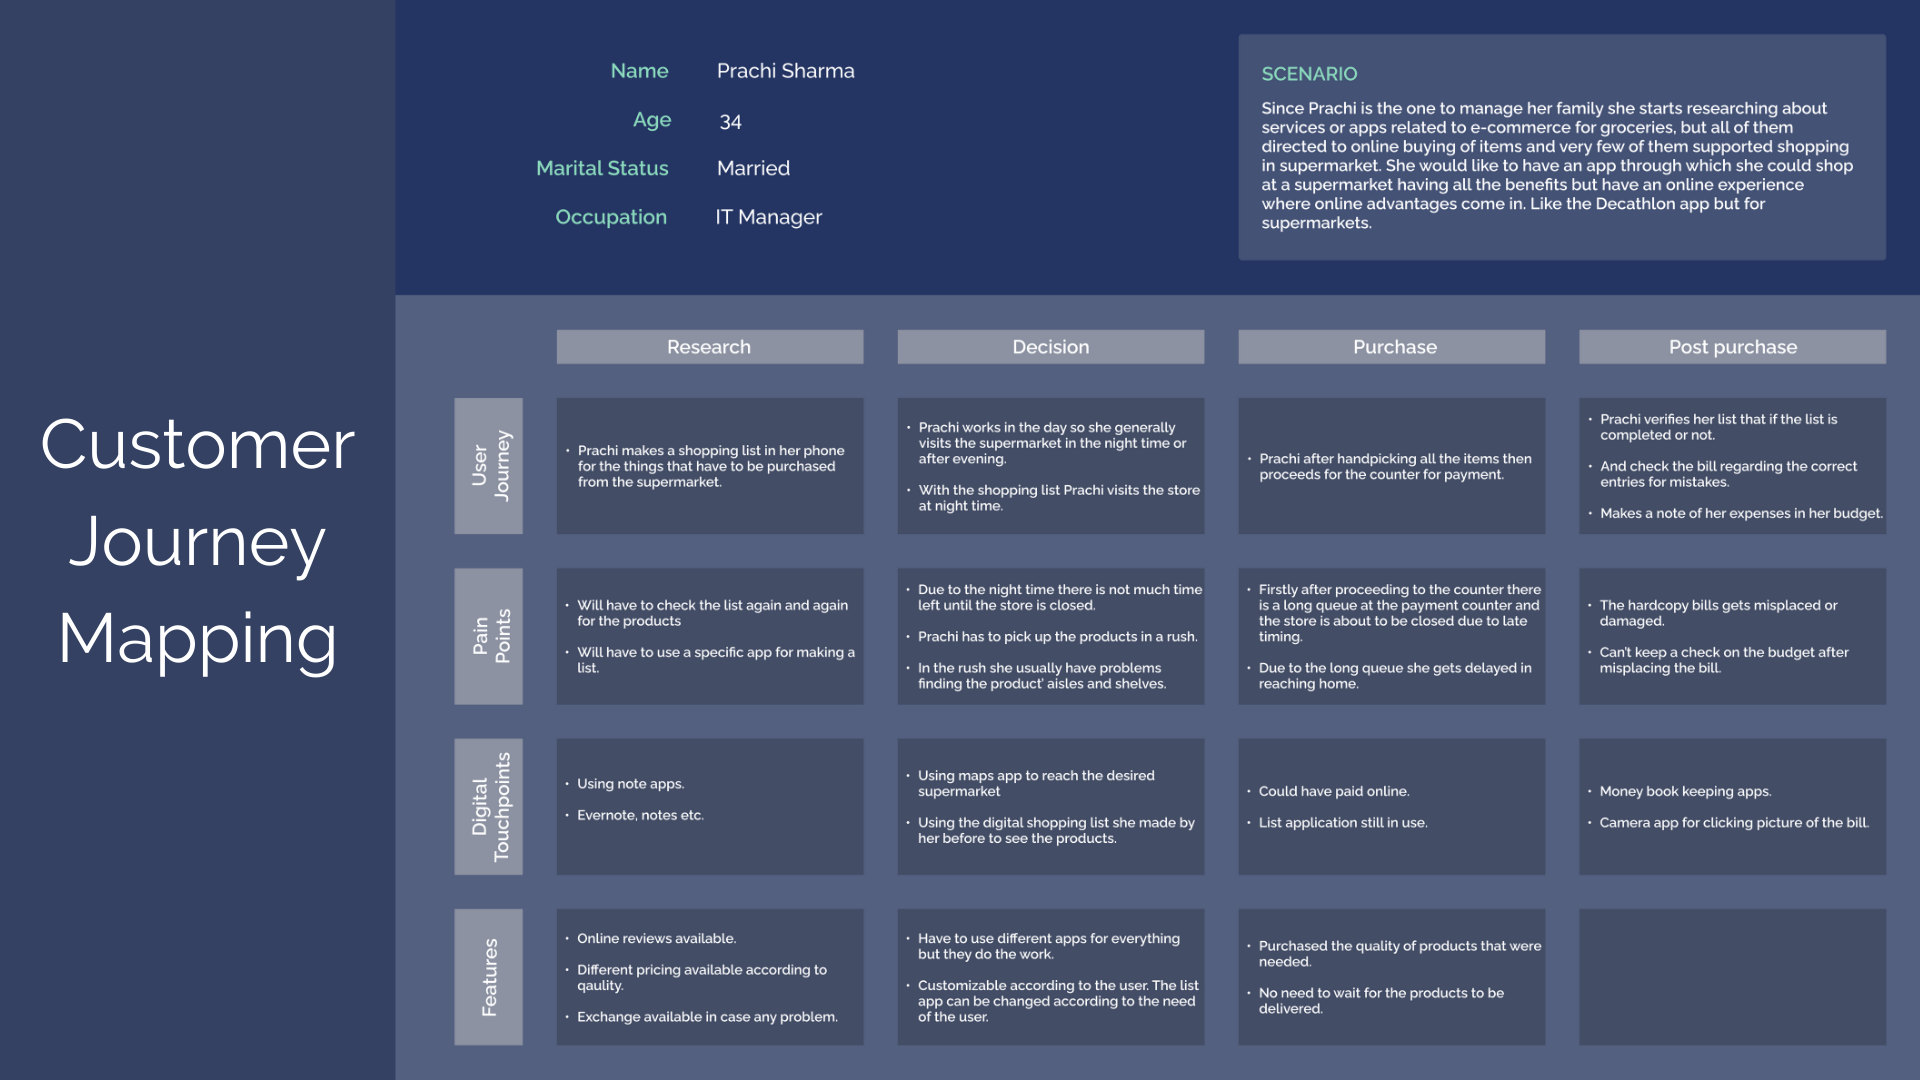 Customer
Journey
Mapping
Name Prachi Sharma
Age 34
Marital Status Married
Occupation IT Manager
SCENARIO
Since Prachi is the one to manage her family she starts researching about
services or apps related to e-commerce for groceries, but all of them
directed to online buying of items and very few of them supported shopping
in supermarket. She would like to have an app through which she could shop
at a supermarket having all the benefits but have an online experience
where online advantages come in. Like the Decathlon app but for
supermarkets.
Research
Decision
Purchase
Post purchase
User
Journey
• Prachi makes a shopping list in her phone
for the things that have to be purchased
from the supermarket.
• Prachi works in the day so she generally
visits the supermarket in the night time or
after evening.
• With the shopping list Prachi visits the store
at night time.
• Prachi after handpicking all the items then
proceeds for the counter for payment.
• Prachi verifies her list that if the list is
completed or not.
• And check the bill regarding the correct
entries for mistakes.
• Makes a note of her expenses in her budget.
Pain
Points
• Will have to check the list again and again
for the products
• Will have to use a specific app for making a
list.
• Due to the night time there is not much time
left until the store is closed.
• Prachi has to pick up the products in a rush.
• In the rush she usually have problems
finding the product' aisles and shelves.
• Firstly after proceeding to the counter there
is a long queue at the payment counter and
the store is about to be closed due to late
timing.
• Due to the long queue she gets delayed in
reaching home.
• The hardcopy bills gets misplaced or
damaged.
• Can't keep a check on the budget after
misplacing the bill.
Digital
Touchpoints
• Using note apps.
• Evernote, notes etc.
• Using maps app to reach the desired
supermarket
• Using the digital shopping list she made by
her before to see the products.
• Could have paid online.
• List application still in use.
• Money book keeping apps.
• Camera app for clicking picture of the bill.
Features
• Online reviews available.
• Different pricing available according to
qaulity.
• Exchange available in case any problem.
• Have to use different apps for everything
but they do the work.
• Customizable according to the user. The list
app can be changed according to the need
of the user.
• Purchased the quality of products that were
needed.
• No need to wait for the products to be
delivered.